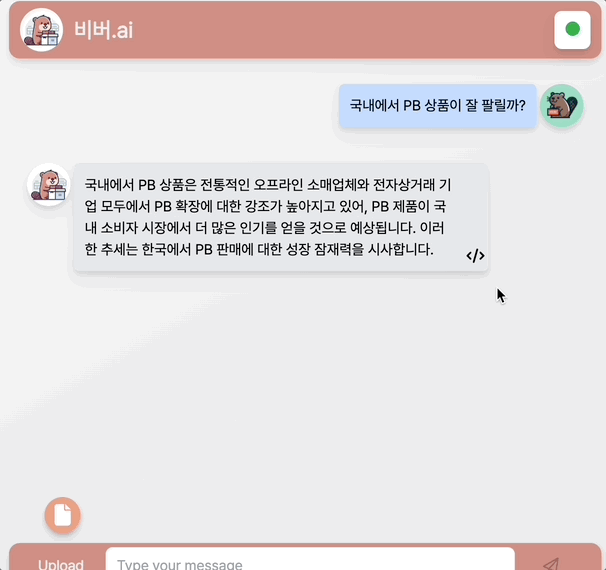 비버.ai
국내에서 PB 상품이 잘 팔릴까?
국내에서 PB 상품은 전통적인 오프라인 소매업체와 전자상거래 기
업 모두에서 PB 확장에 대한 강조가 높아지고 있어, PB 제품이 국
내 소비자 시장에서 더 많은 인기를 얻을 것으로 예상됩니다. 이러
한 추세는 한국에서 PB 판매에 대한 성장 잠재력을 시사합니다.
</>
Upload
Type your message